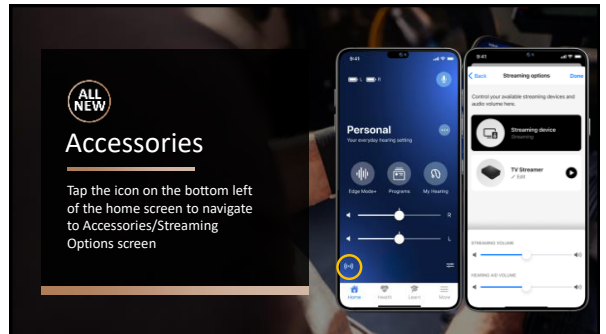 ALL
NEW
Accessories
Tap the icon on the bottom left
of the home screen to navigate
to Accessories/Streaming
Options screen
9:41
L
R
Personal
Your everyday hearing setting
Edge Mode+
Programs
My Hearing
R
L
Home
Health
Learn
More
9:41
Back
Streaming options
Done
Control your available streaming devices and
audio volume here.
Streaming device
Streaming
TV Streamer
Edit
STREAMING VOLUME
HEARING AID VOLUME